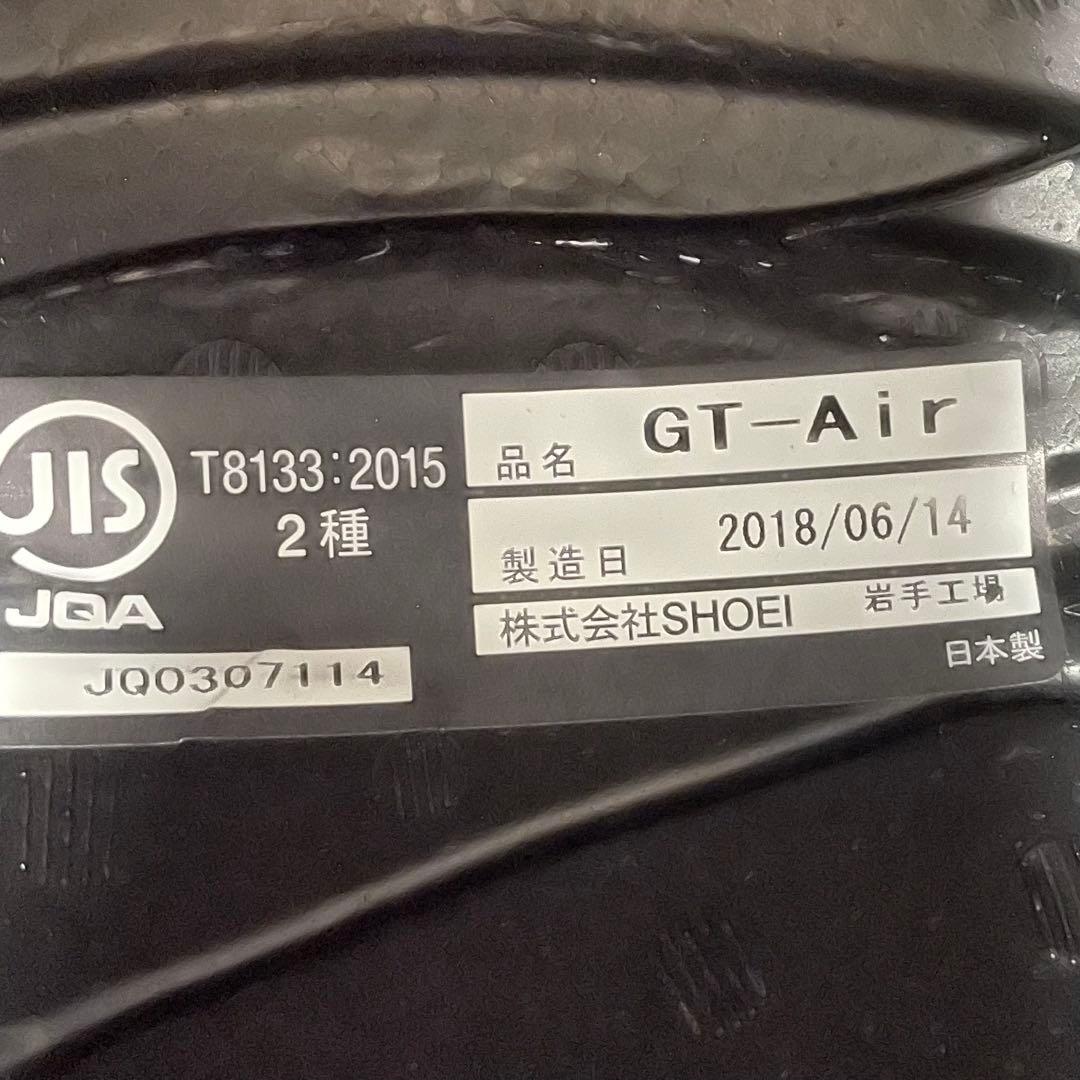 JIS
T8133:2015
2種
JQA
JQ0307114
品名 GT-Air
製造日 2018/06/14
株式会社SHOEI 岩手工場
日本製